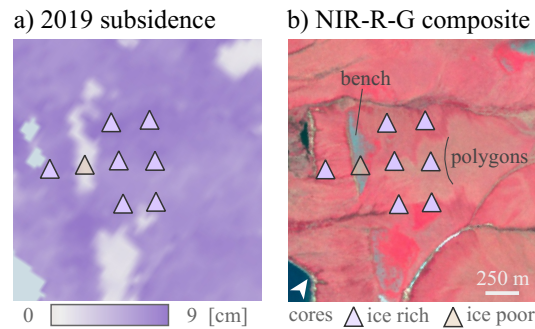 a) 2019 subsidence
b) NIR-R-G composite
bench
polygons
250 m
0 9 [cm]
cores ice rich ice poor